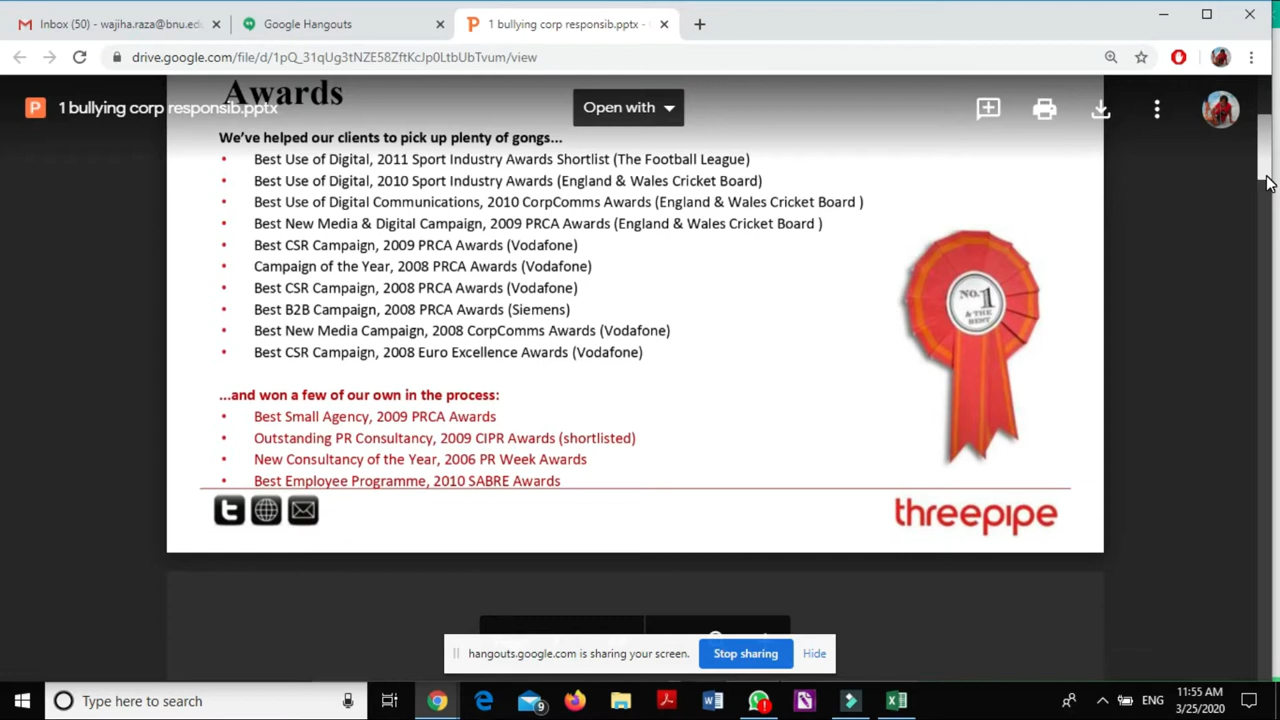 Inbox (50) - wajiha.raza@bnu.ed
Google Hangouts
1 bullying corp responsib.pptx -
drive.google.com/file/d/1pQ_31qUg3tNZE58ZftKcJp0LtbUbTvum/view
Awards
1 bullying corp responsib.pptx
Open with
We've helped our clients to pick up plenty of gongs...
• Best Use of Digital, 2011 Sport Industry Awards Shortlist (The Football League)
• Best Use of Digital, 2010 Sport Industry Awards (England & Wales Cricket Board)
• Best Use of Digital Communications, 2010 CorpComms Awards (England & Wales Cricket Board )
• Best New Media & Digital Campaign, 2009 PRCA Awards (England & Wales Cricket Board )
• Best CSR Campaign, 2009 PRCA Awards (Vodafone)
• Campaign of the Year, 2008 PRCA Awards (Vodafone)
• Best CSR Campaign, 2008 PRCA Awards (Vodafone)
• Best B2B Campaign, 2008 PRCA Awards (Siemens)
• Best New Media Campaign, 2008 CorpComms Awards (Vodafone)
• Best CSR Campaign, 2008 Euro Excellence Awards (Vodafone)
NO.1
& THE
BEST
...and won a few of our own in the process:
• Best Small Agency, 2009 PRCA Awards
• Outstanding PR Consultancy, 2009 CIPR Awards (shortlisted)
• New Consultancy of the Year, 2006 PR Week Awards
• Best Employee Programme, 2010 SABRE Awards
threepipe
hangouts.google.com is sharing your screen.
Stop sharing
Hide
Type here to search
9
ENG
11:55 AM
3/25/2020